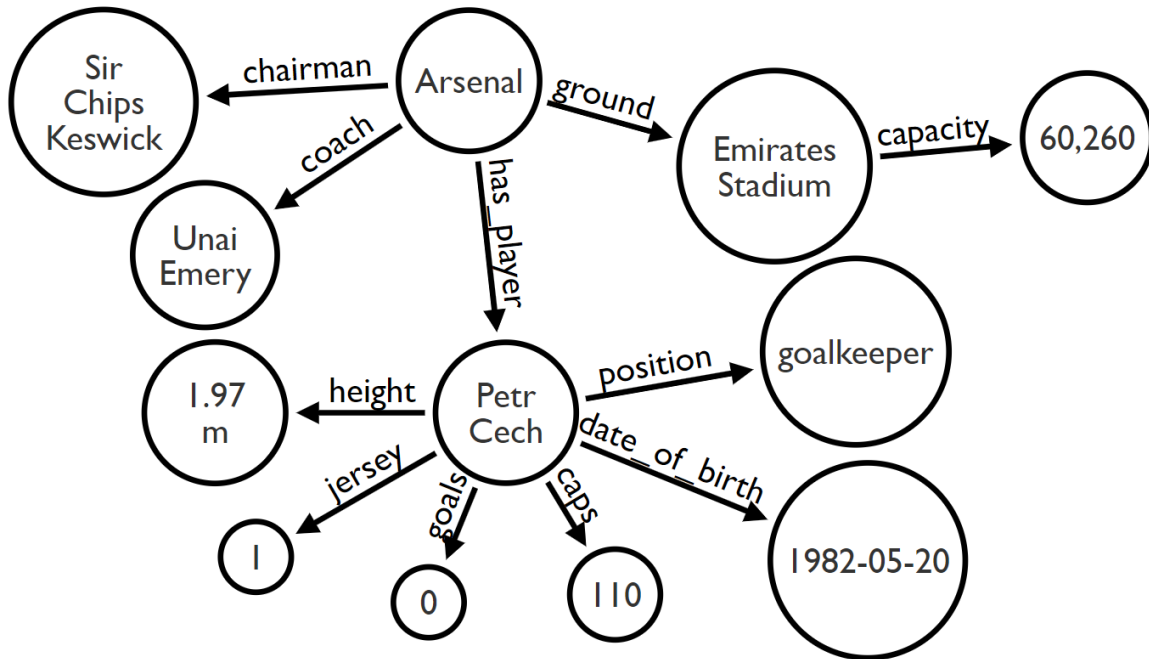 Sir
Chips
Keswick
chairman
Arsenal
ground
Emirates
Stadium
capacity
60,260
coach
Unai
Emery
has_player
1.97
m
height
Petr
Cech
position
goalkeeper
jersey
1
goals
0
caps
110
date_of_birth
1982-05-20